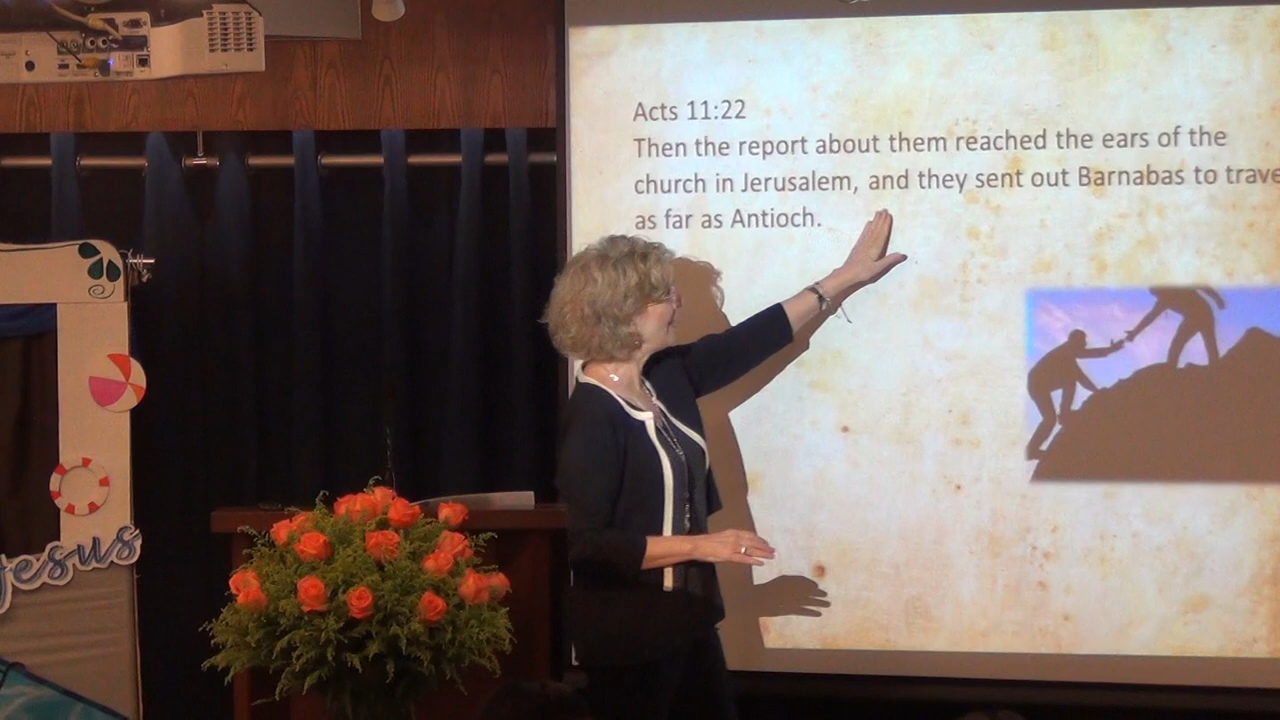 Acts 11:22
Then the report about them reached the ears of the
church in Jerusalem, and they sent out Barnabas to trave
as far as Antioch.
Jesus